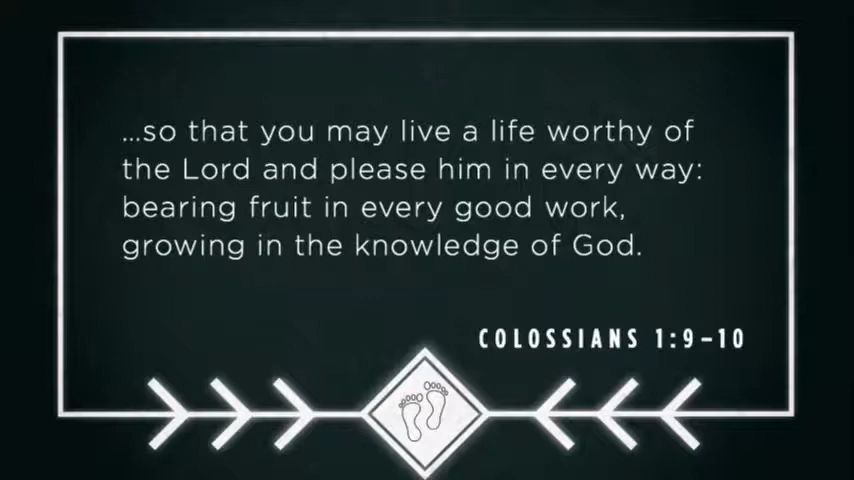 ...so that you may live a life worthy of
the Lord and please him in every way:
bearing fruit in every good work,
growing in the knowledge of God.
COLOSSIANS 1:9-10